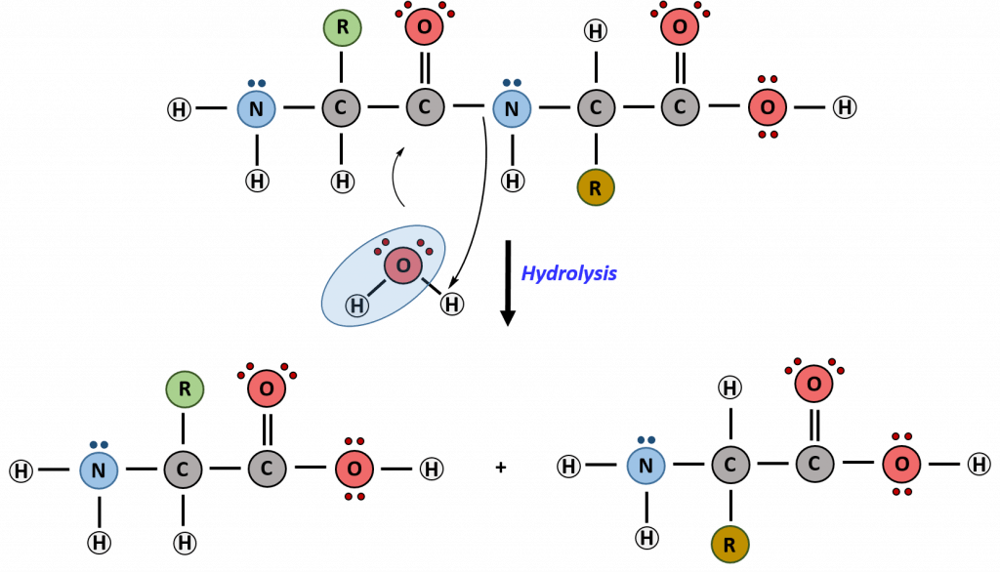 R O H O
H N C C N C C O H
H H H R
O
Hydrolysis
H H
R O H O
H N C C O H + H N C C O H
H H H R